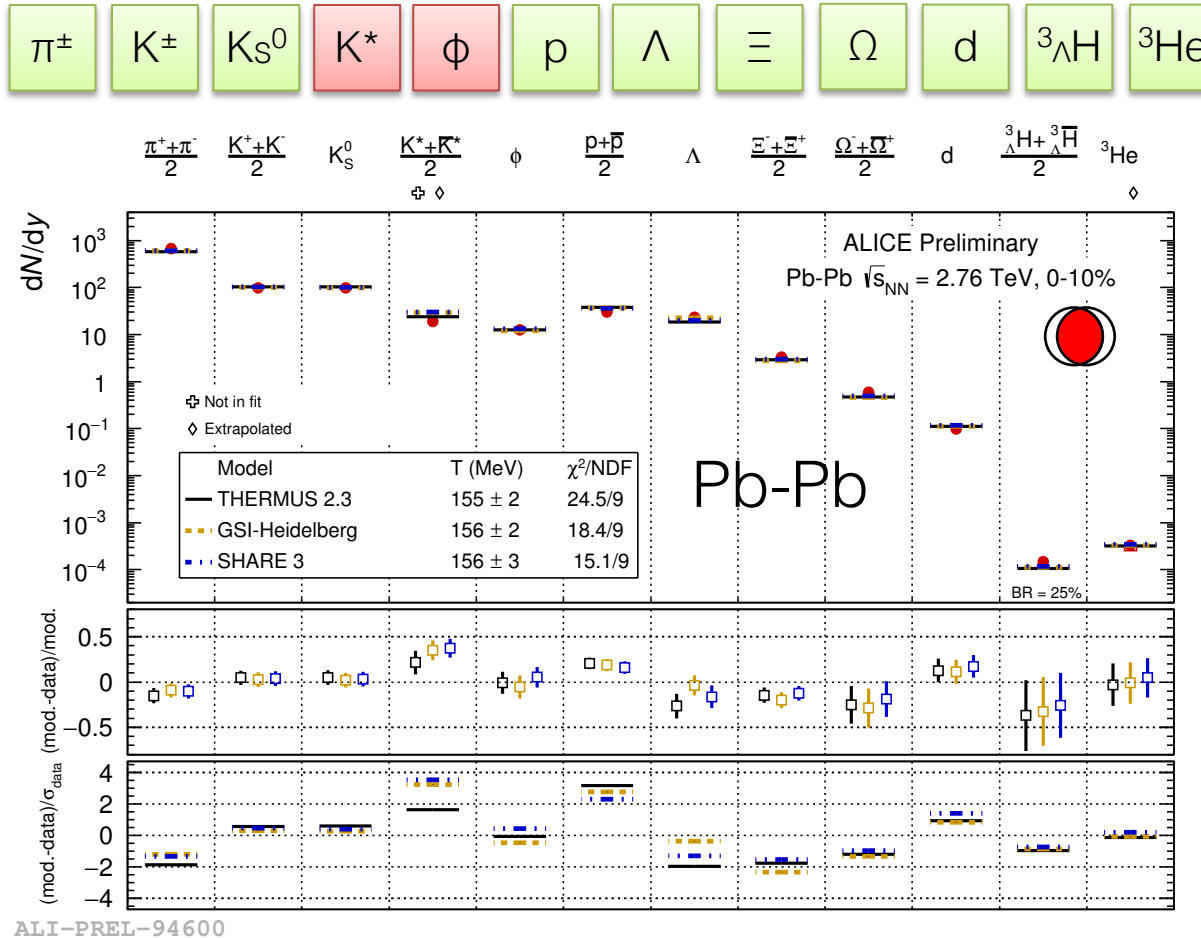 π± K± Ks⁰ K* ϕ p Λ Ξ Ω d ³ΛH ³He
π⁺+π⁻/2 K⁺+K⁻/2 K⁰S K*+K̅*/2 ϕ p+p̅/2 Λ Ξ⁻+Ξ̅⁺/2 Ω⁻+Ω̅⁺/2 d ³ΛH+³ΛH̅/2 ³He
dN/dy
10³
10²
10
1
10⁻¹
10⁻²
10⁻³
10⁻⁴
ALICE Preliminary
Pb-Pb √sNN = 2.76 TeV, 0-10%
Not in fit
Extrapolated
Model T (MeV) χ²/NDF
THERMUS 2.3 155 ± 2 24.5/9
GSI-Heidelberg 156 ± 2 18.4/9
SHARE 3 156 ± 3 15.1/9
Pb-Pb
BR = 25%
(mod.-data)/mod.
0.5
0
−0.5
(mod.-data)/σdata
4
2
0
−2
−4
ALI−PREL−94600